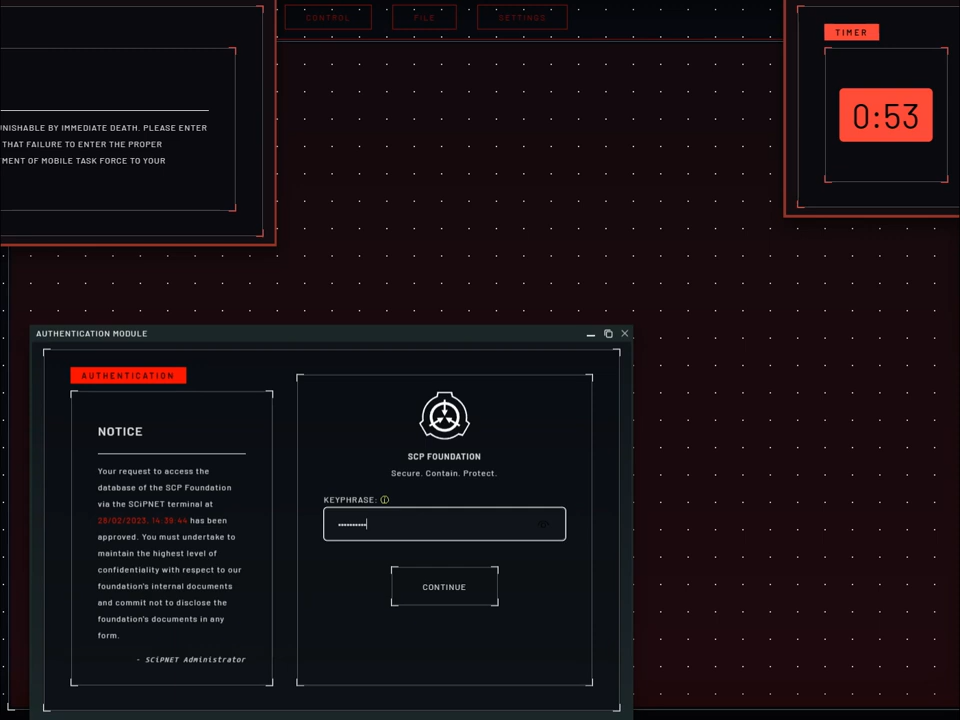 CONTROL
FILE
SETTINGS
TIMER
0:53
UNISHABLE BY IMMEDIATE DEATH. PLEASE ENTER
THAT FAILURE TO ENTER THE PROPER
MENT OF MOBILE TASK FORCE TO YOUR
AUTHENTICATION MODULE
AUTHENTICATION
NOTICE
Your request to access the
database of the SCP Foundation
via the SCiPNET terminal at
28/02/2023, 14:39:44 has been
approved. You must undertake to
maintain the highest level of
confidentiality with respect to our
foundation's internal documents
and commit not to disclose the
foundation's documents in any
form.
- SCiPNET Administrator
SCP FOUNDATION
Secure. Contain. Protect.
KEYPHRASE:
CONTINUE